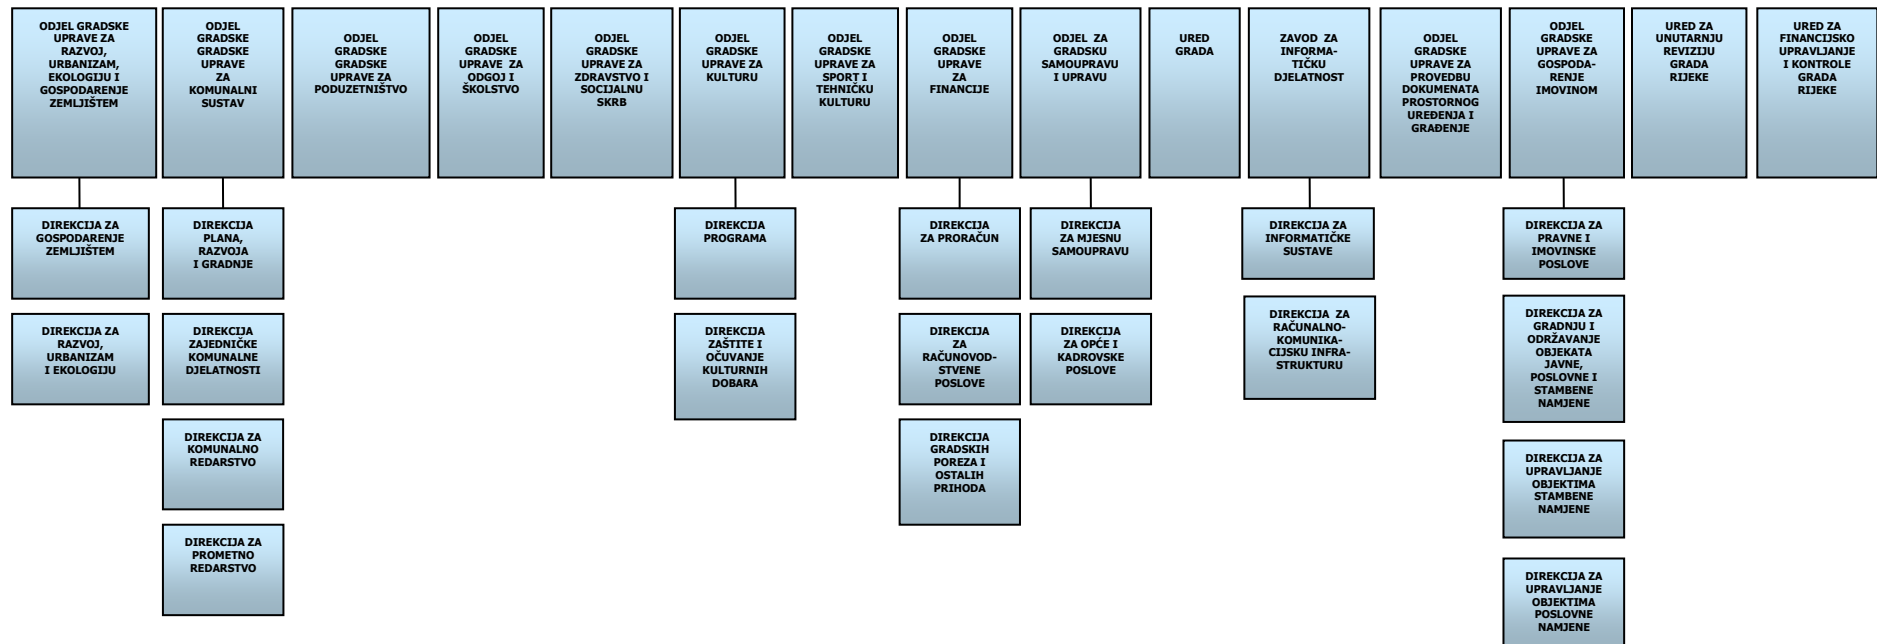 ODJEL GRADSKE
UPRAVE ZA
RAZVOJ,
URBANIZAM,
EKOLOGIJU I
GOSPODARENJE
ZEMLJIŠTEM
ODJEL
GRADSKE
GRADSKE
UPRAVE
ZA
KOMUNALNI
SUSTAV
ODJEL
GRADSKE
GRADSKE
UPRAVE ZA
PODUZETNIŠTVO
ODJEL
GRADSKE
UPRAVE ZA
ODGOJ I
ŠKOLSTVO
ODJEL
GRADSKE
UPRAVE ZA
ZDRAVSTVO I
SOCIJALNU
SKRB
ODJEL
GRADSKE
UPRAVE ZA
KULTURU
ODJEL
GRADSKE
UPRAVE ZA
SPORT I
TEHNIČKU
KULTURU
ODJEL
GRADSKE
UPRAVE
ZA
FINANCIJE
ODJEL ZA
GRADSKU
SAMOUPRAVU
I UPRAVU
URED
GRADA
ZAVOD ZA
INFORMA-
TIČKU
DJELATNOST
ODJEL
GRADSKE
UPRAVE ZA
PROVEDBU
DOKUMENATA
PROSTORNOG
UREĐENJA I
GRAĐENJE
ODJEL
GRADSKE
UPRAVE ZA
GOSPODA-
RENJE
IMOVINOM
URED ZA
UNUTARNJU
REVIZIJU
GRADA
RIJEKE
URED ZA
FINANCIJSKO
UPRAVLJANJE
I KONTROLE
GRADA
RIJEKE
DIREKCIJA ZA
GOSPODARENJE
ZEMLJIŠTEM
DIREKCIJA
PLANA,
RAZVOJA
I GRADNJE
DIREKCIJA
PROGRAMA
DIREKCIJA
ZA PRORAČUN
DIREKCIJA
ZA MJESNU
SAMOUPRAVU
DIREKCIJA ZA
INFORMATIČKE
SUSTAVE
DIREKCIJA ZA
PRAVNE I
IMOVINSKE
POSLOVE
DIREKCIJA ZA
RAZVOJ,
URBANIZAM
I EKOLOGIJU
DIREKCIJA
ZAJEDNIČKE
KOMUNALNE
DJELATNOSTI
DIREKCIJA
ZAŠTITE I
OČUVANJE
KULTURNIH
DOBARA
DIREKCIJA
ZA
RAČUNOVOD-
STVENE
POSLOVE
DIREKCIJA
ZA OPĆE I
KADROVSKE
POSLOVE
DIREKCIJA ZA
RAČUNALNO-
KOMUNIKA-
CIJSKU INFRA-
STRUKTURU
DIREKCIJA ZA
GRADNJU I
ODRŽAVANJE
OBJEKATA
JAVNE,
POSLOVNE I
STAMBENE
NAMJENE
DIREKCIJA ZA
KOMUNALNO
REDARSTVO
DIREKCIJA
GRADSKIH
POREZA I
OSTALIH
PRIHODA
DIREKCIJA ZA
UPRAVLJANJE
OBJEKTIMA
STAMBENE
NAMJENE
DIREKCIJA ZA
PROMETNO
REDARSTVO
DIREKCIJA ZA
UPRAVLJANJE
OBJEKTIMA
POSLOVNE
NAMJENE